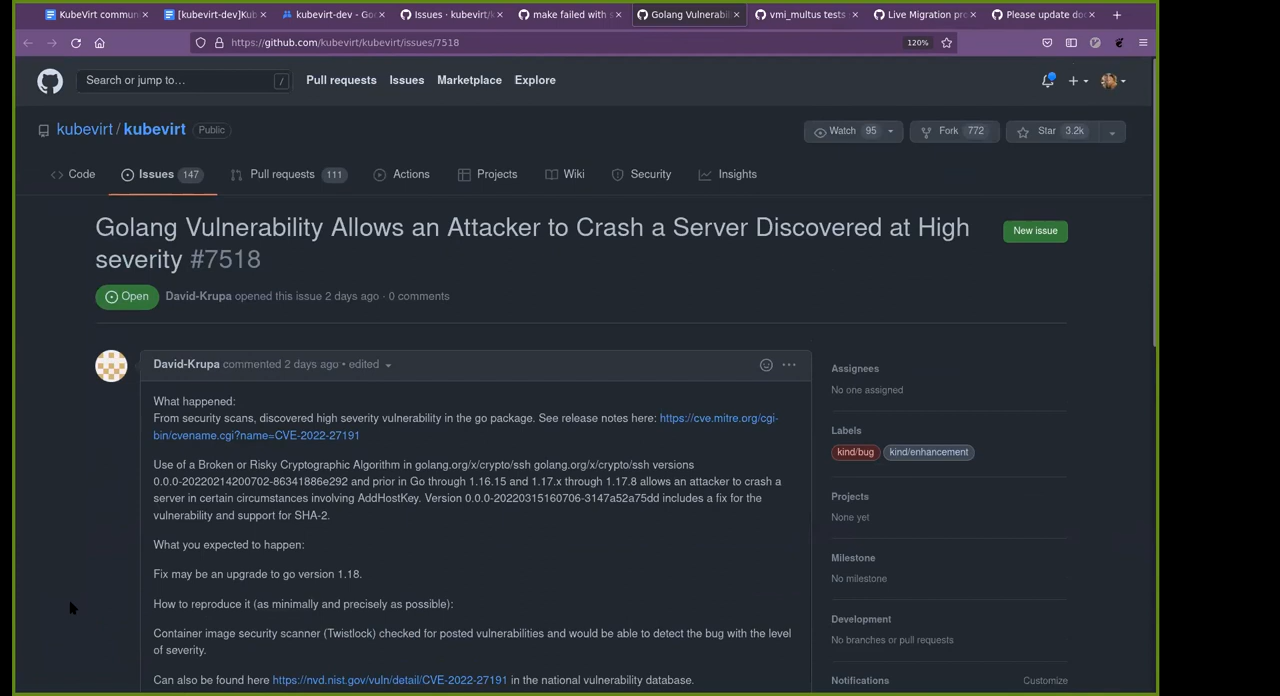 KubeVirt commun
[kubevirt-dev]Kub
kubevirt-dev - Goo
Issues · kubevirt/k
make failed with s
Golang Vulnerabil
vmi_multus tests
Live Migration pro
Please update doc
https://github.com/kubevirt/kubevirt/issues/7518
120%
Search or jump to…
/
Pull requests
Issues
Marketplace
Explore
kubevirt / kubevirt
Public
Watch 95
Fork 772
Star 3.2k
Code
Issues 147
Pull requests 111
Actions
Projects
Wiki
Security
Insights
Golang Vulnerability Allows an Attacker to Crash a Server Discovered at High
severity #7518
New issue
Open
David-Krupa opened this issue 2 days ago · 0 comments
David-Krupa commented 2 days ago • edited
What happened:
From security scans, discovered high severity vulnerability in the go package. See release notes here: https://cve.mitre.org/cgi-
bin/cvename.cgi?name=CVE-2022-27191
Use of a Broken or Risky Cryptographic Algorithm in golang.org/x/crypto/ssh golang.org/x/crypto/ssh versions
0.0.0-20220214200702-86341886e292 and prior in Go through 1.16.15 and 1.17.x through 1.17.8 allows an attacker to crash a
server in certain circumstances involving AddHostKey. Version 0.0.0-20220315160706-3147a52a75dd includes a fix for the
vulnerability and support for SHA-2.
What you expected to happen:
Fix may be an upgrade to go version 1.18.
How to reproduce it (as minimally and precisely as possible):
Container image security scanner (Twistlock) checked for posted vulnerabilities and would be able to detect the bug with the level
of severity.
Can also be found here https://nvd.nist.gov/vuln/detail/CVE-2022-27191 in the national vulnerability database.
Assignees
No one assigned
Labels
kind/bug
kind/enhancement
Projects
None yet
Milestone
No milestone
Development
No branches or pull requests
Notifications
Customize